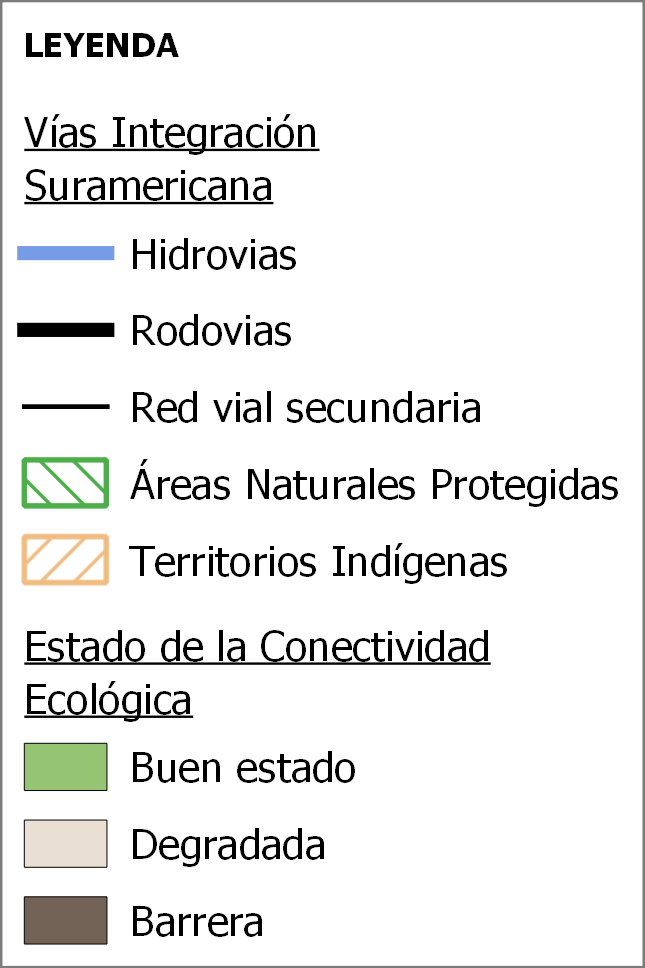 LEYENDA
Vías Integración
Suramericana
Hidrovias
Rodovias
Red vial secundaria
Áreas Naturales Protegidas
Territorios Indígenas
Estado de la Conectividad
Ecológica
Buen estado
Degradada
Barrera